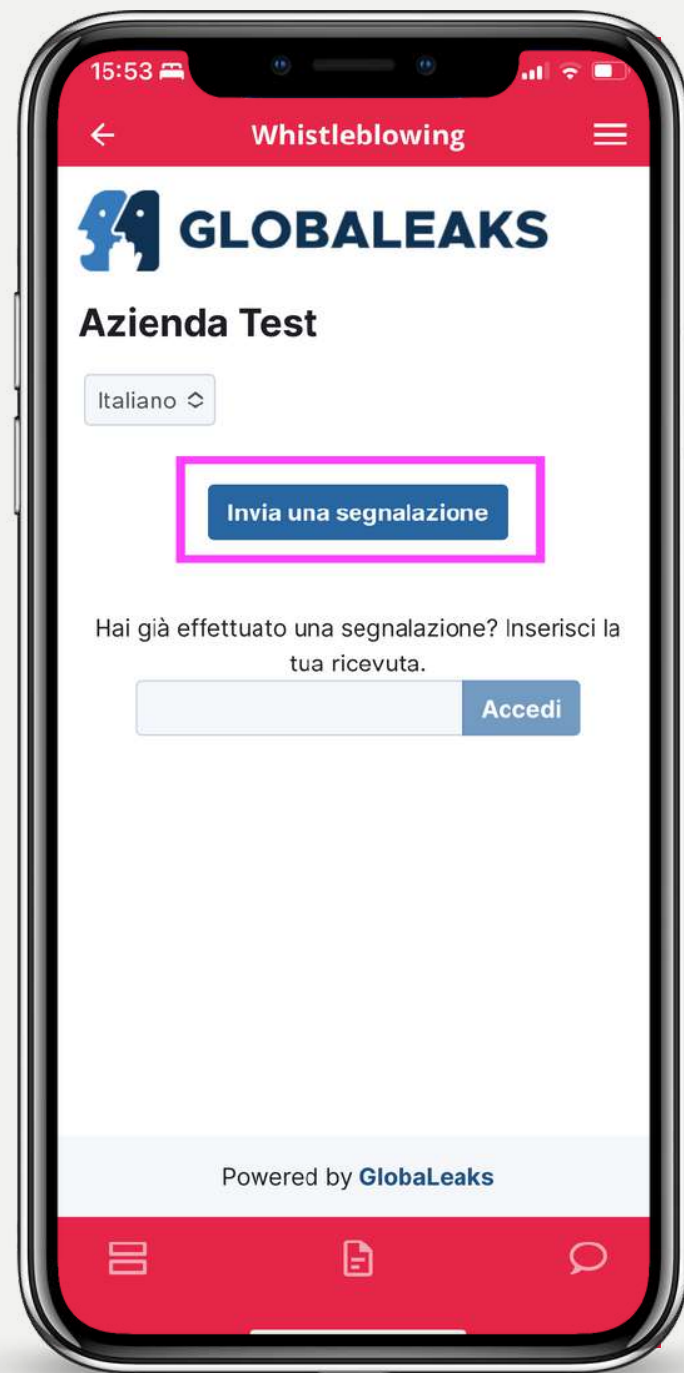 15:53
Whistleblowing
GLOBALEAKS
Azienda Test
Italiano
Invia una segnalazione
Hai già effettuato una segnalazione? Inserisci la
tua ricevuta.
Accedi
Powered by GlobaLeaks